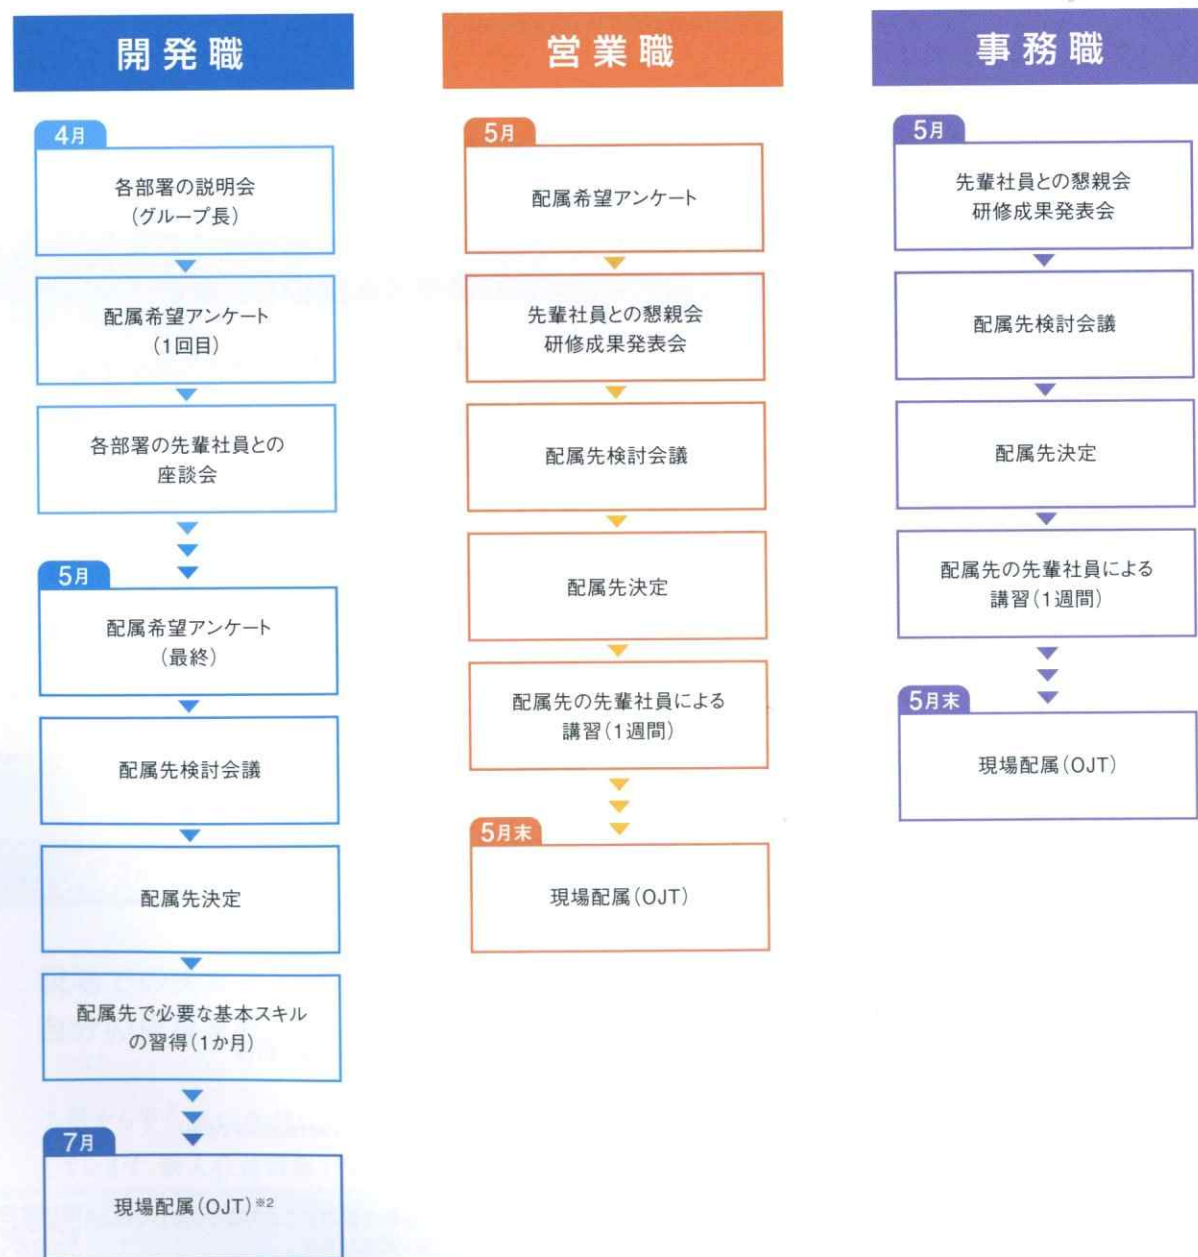 開発職
4月
各部署の説明会
(グループ長)
配属希望アンケート
(1回目)
各部署の先輩社員との
座談会
5月
配属希望アンケート
(最終)
配属先検討会議
配属先決定
配属先で必要な基本スキル
の習得(1か月)
7月
現場配属(OJT)※2
営業職
5月
配属希望アンケート
先輩社員との懇親会
研修成果発表会
配属先検討会議
配属先決定
配属先の先輩社員による
講習(1週間)
5月末
現場配属(OJT)
事務職
5月
先輩社員との懇親会
研修成果発表会
配属先検討会議
配属先決定
配属先の先輩社員による
講習(1週間)
5月末
現場配属(OJT)